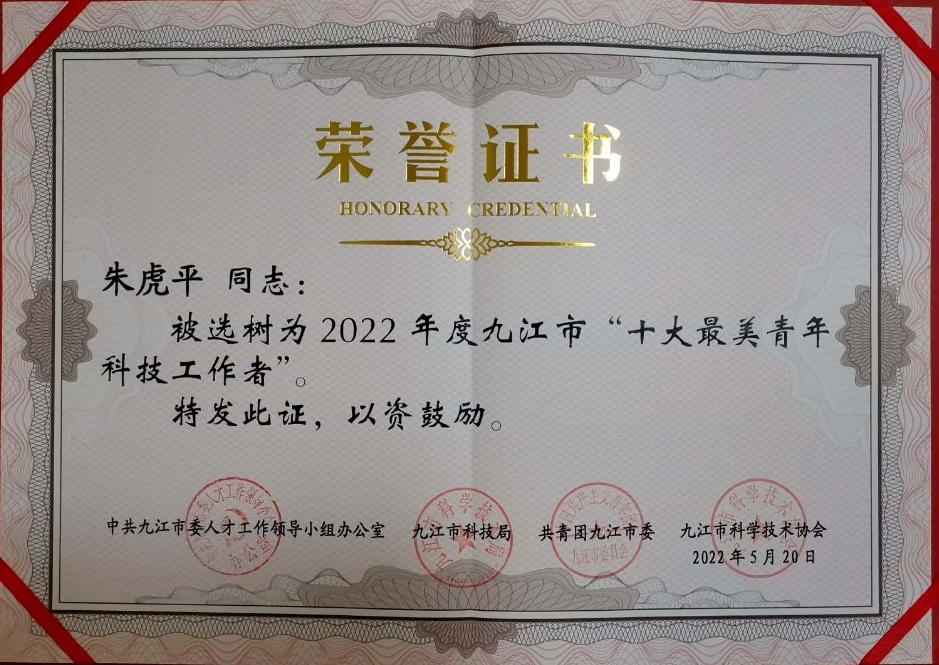 荣誉证书
HONORARY CREDENTIAL
朱虎平 同志：
被选树为2022年度九江市“十大最美青年
科技工作者”。
特发此证，以资鼓励。
中共九江市委人才工作领导小组办公室 九江市科技局 共青团九江市委 九江市科学技术协会
2022年5月20日